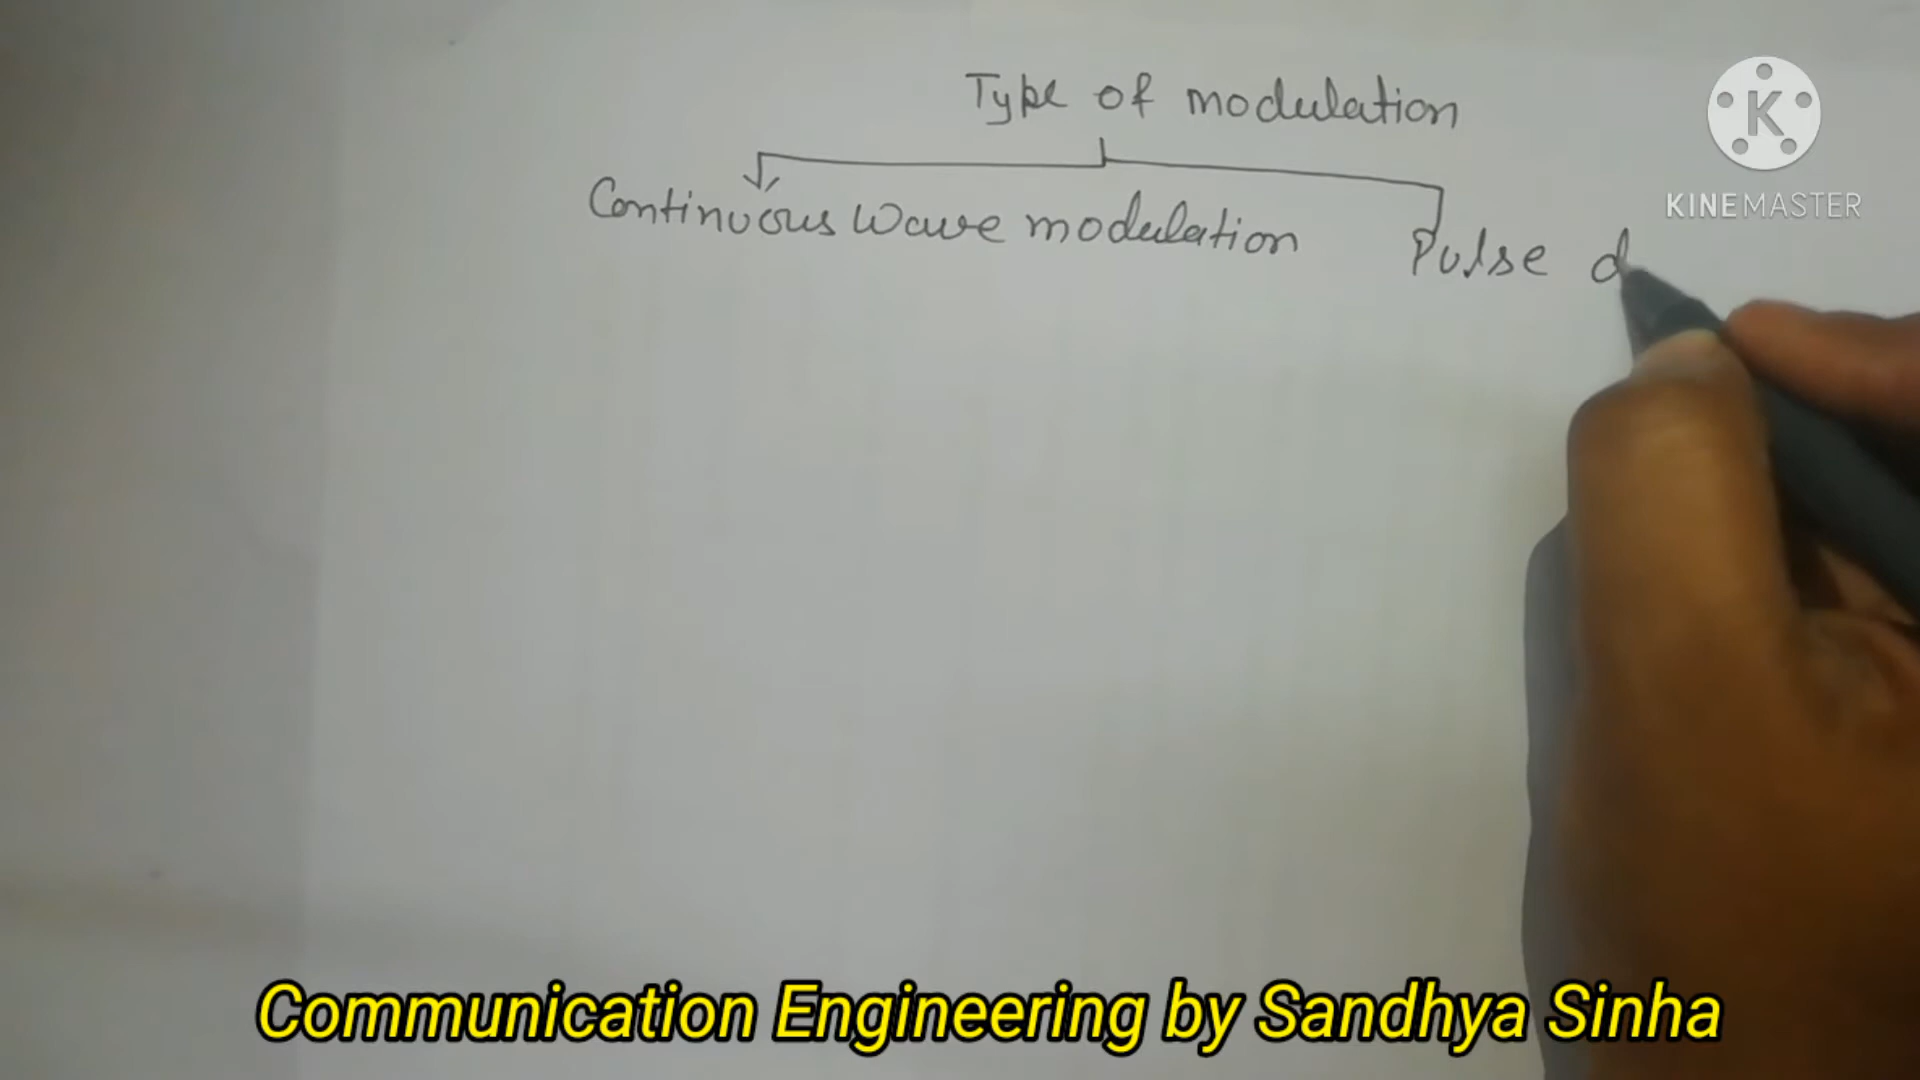 Type of modulation
KINEMASTER
Continuous wave modulation
Pulse d
Communication Engineering by Sandhya Sinha